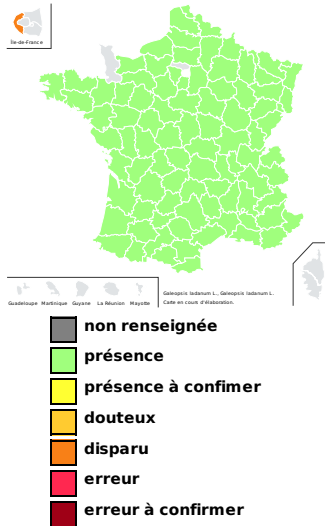 Île-de-France
Guadeloupe Martinique Guyane La Réunion Mayotte
Galeopsis ladanum L., Galeopsis ladanum L.
Carte en cours d'élaboration.
non renseignée
présence
présence à confimer
douteux
disparu
erreur
erreur à confirmer